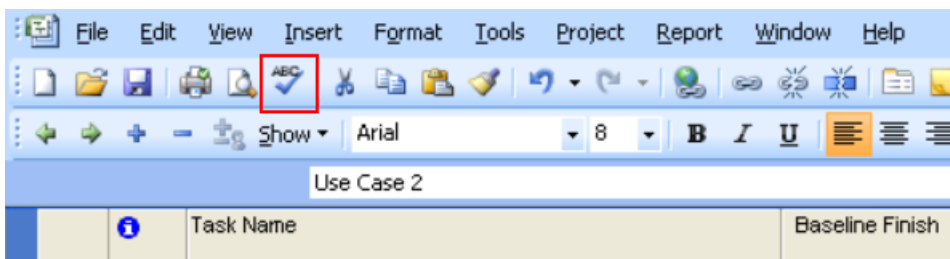 File Edit View Insert Format Tools Project Report Window Help
ABC
Show Arial 8 B I U
Use Case 2
Task Name Baseline Finish